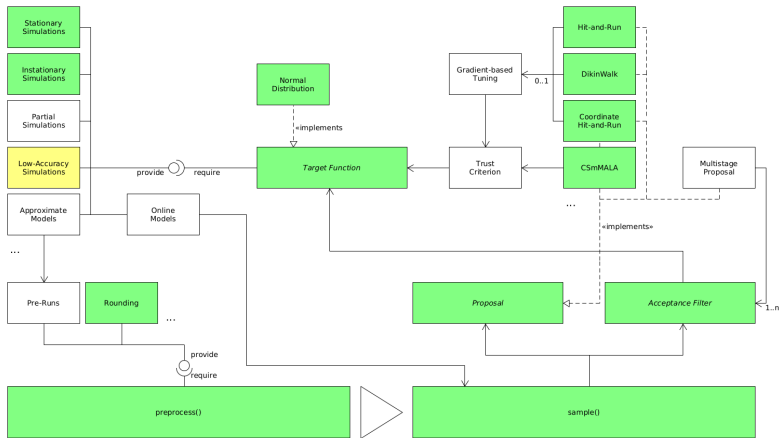 Stationary
Simulations
Hit-and-Run
Instationary
Simulations
Normal
Distribution
Gradient-based
Tuning
0..1
DikinWalk
Partial
Simulations
«implements
Coordinate
Hit-and-Run
Low-Accuracy
Simulations
provide
require
Target Function
Trust
Criterion
CSmMALA
Multistage
Proposal
...
Approximate
Models
Online
Models
«implements»
...
Pre-Runs
Rounding
...
Proposal
Acceptance Filter
1..n
provide
require
preprocess()
sample()